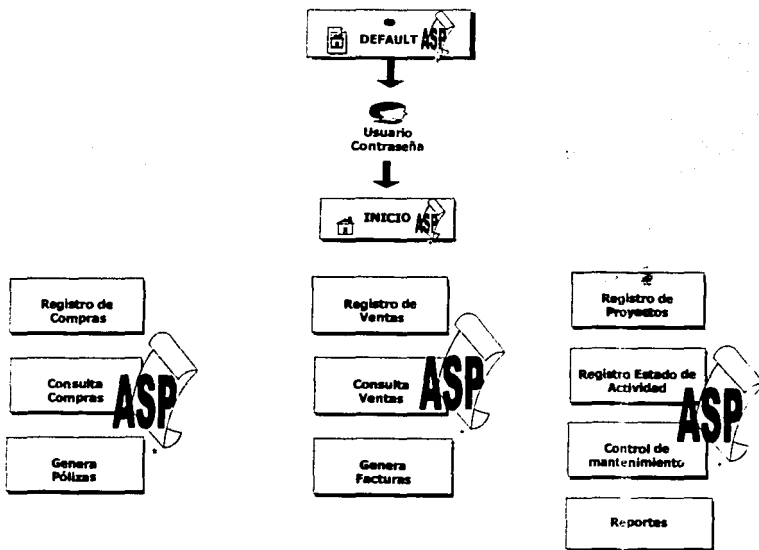 DEFAULT ASP
Usuario
Contraseña
INICIO ASP
Registro de
Compras
Consulta
Compras
ASP
Genera
Pólizas
Registro de
Ventas
Consulta
Ventas
ASP
Genera
Facturas
Registro de
Proyectos
Registro Estado de
Actividad
ASP
Control de
mantenimiento
Reportes